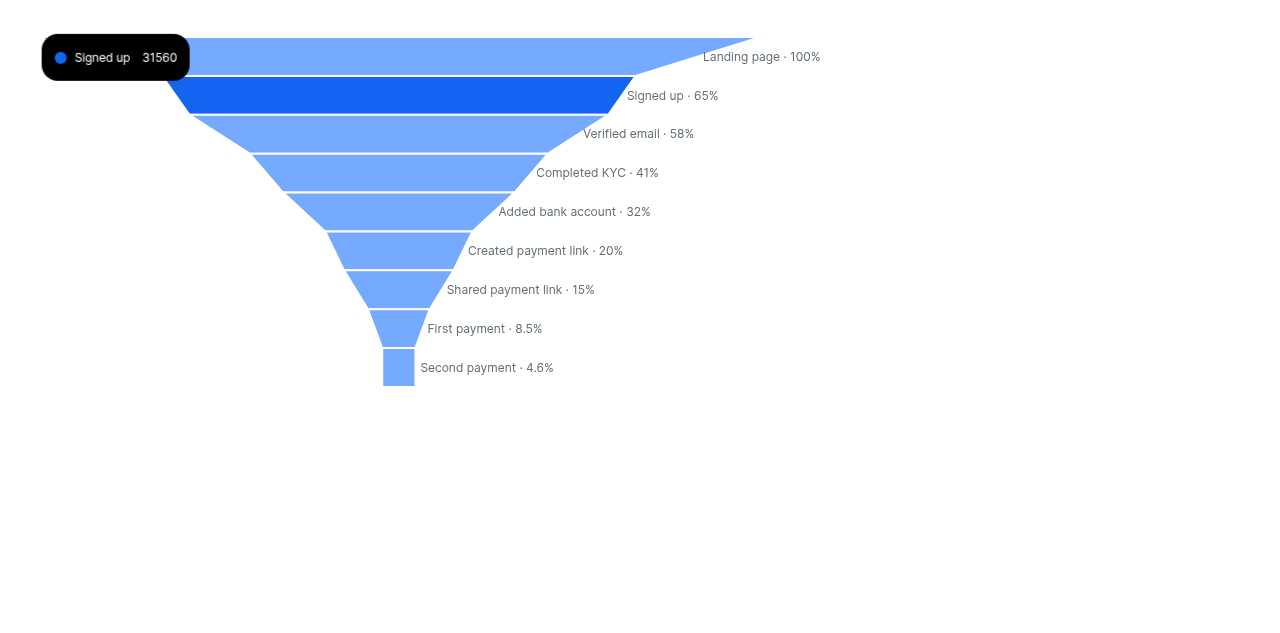 Signed up 31560
Landing page · 100%
Signed up · 65%
Verified email · 58%
Completed KYC · 41%
Added bank account · 32%
Created payment link · 20%
Shared payment link · 15%
First payment · 8.5%
Second payment · 4.6%